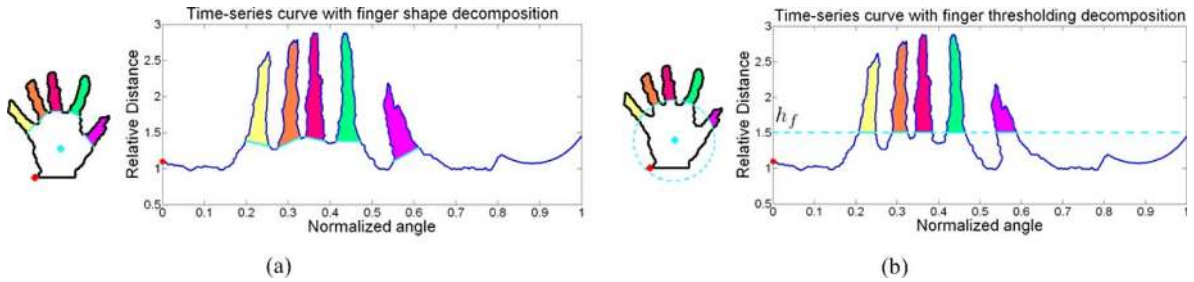 Time-series curve with finger shape decomposition
Relative Distance
3
2.5
2
1.5
1
0.5
0 0.1 0.2 0.3 0.4 0.5 0.6 0.7 0.8 0.9 1
Normalized angle
(a)
Time-series curve with finger thresholding decomposition
Relative Distance
3
2.5
2
1.5
1
0.5
h_f
0 0.1 0.2 0.3 0.4 0.5 0.6 0.7 0.8 0.9 1
Normalized angle
(b)